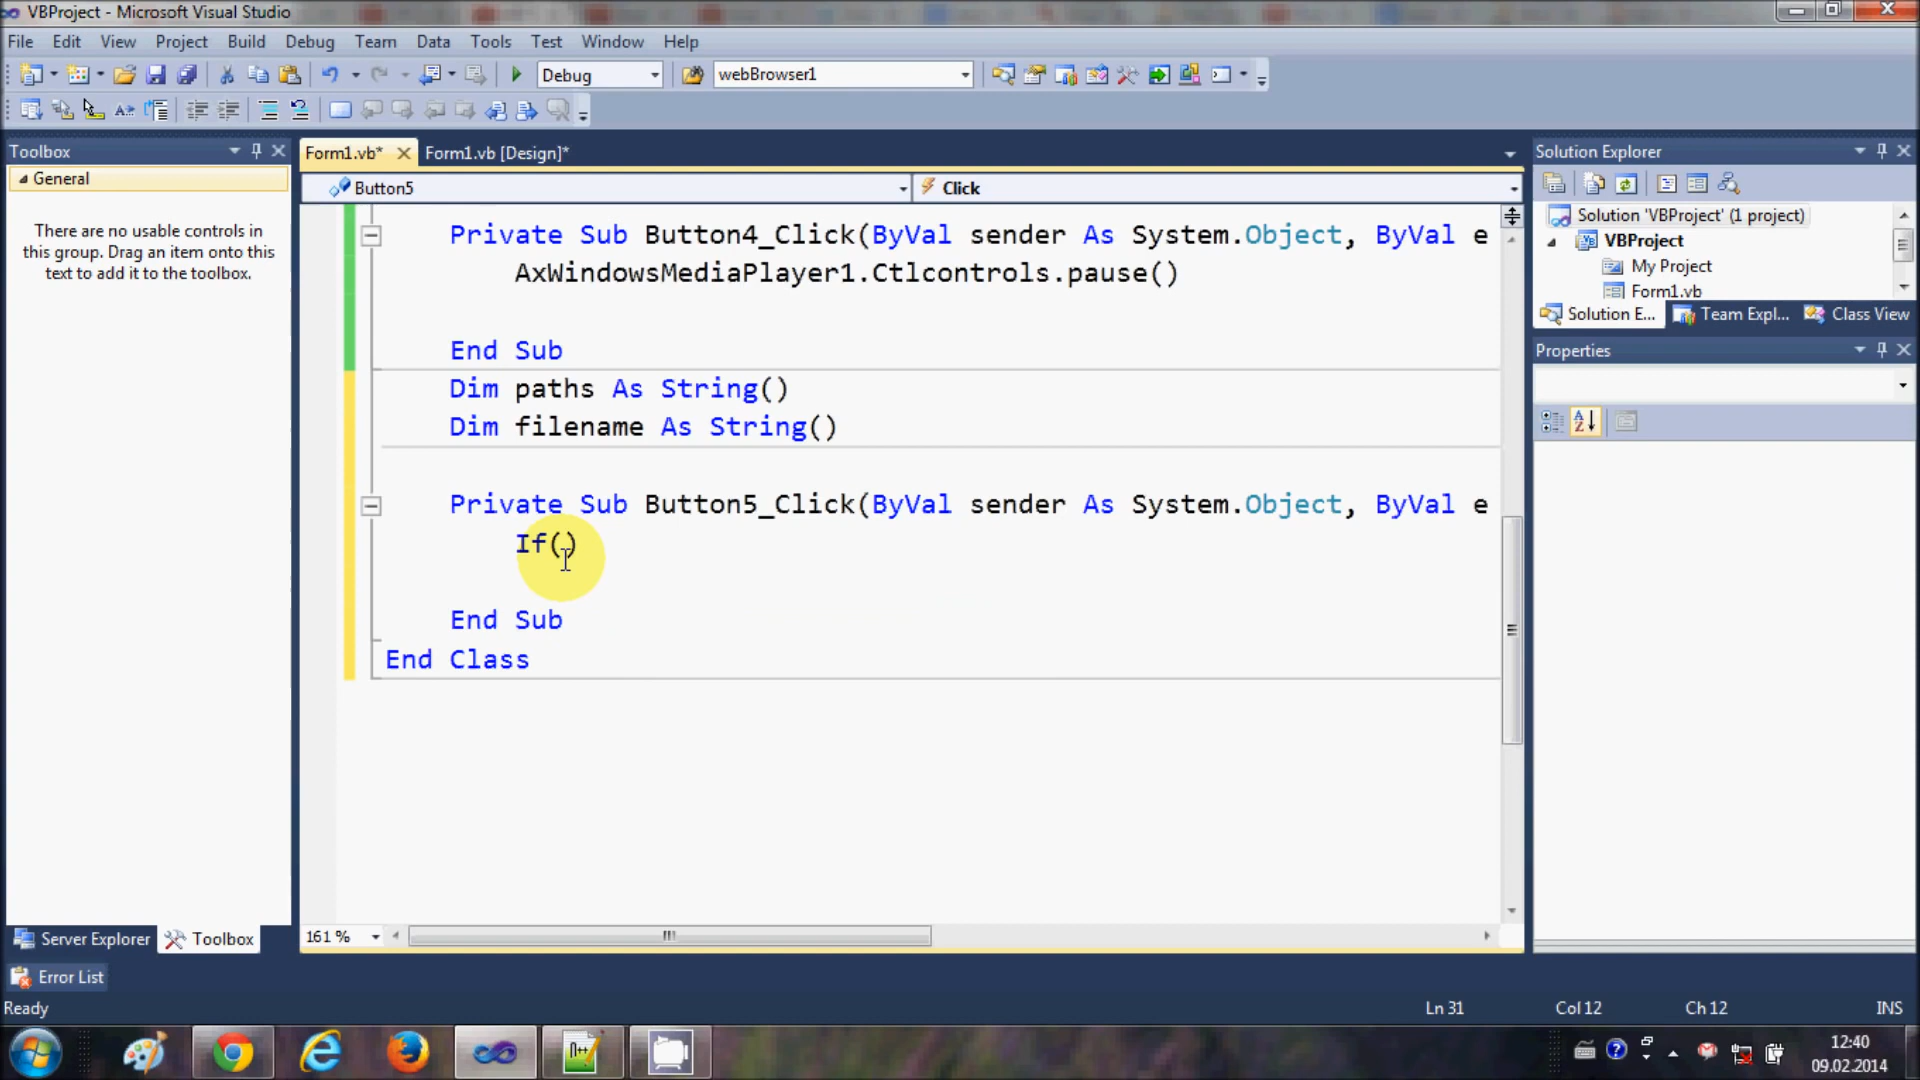 VBProject - Microsoft Visual Studio
File Edit View Project Build Debug Team Data Tools Test Window Help
Debug webBrowser1
Toolbox
General
There are no usable controls in
this group. Drag an item onto this
text to add it to the toolbox.
Server Explorer Toolbox
Form1.vb* Form1.vb [Design]*
Button5 Click
Private Sub Button4_Click(ByVal sender As System.Object, ByVal e
AxWindowsMediaPlayer1.Ctlcontrols.pause()
End Sub
Dim paths As String()
Dim filename As String()
Private Sub Button5_Click(ByVal sender As System.Object, ByVal e
If()
End Sub
End Class
161 %
Solution Explorer
Solution 'VBProject' (1 project)
VBProject
My Project
Form1.vb
Solution E... Team Expl... Class View
Properties
Error List
Ready Ln 31 Col 12 Ch 12 INS
12:40
09.02.2014